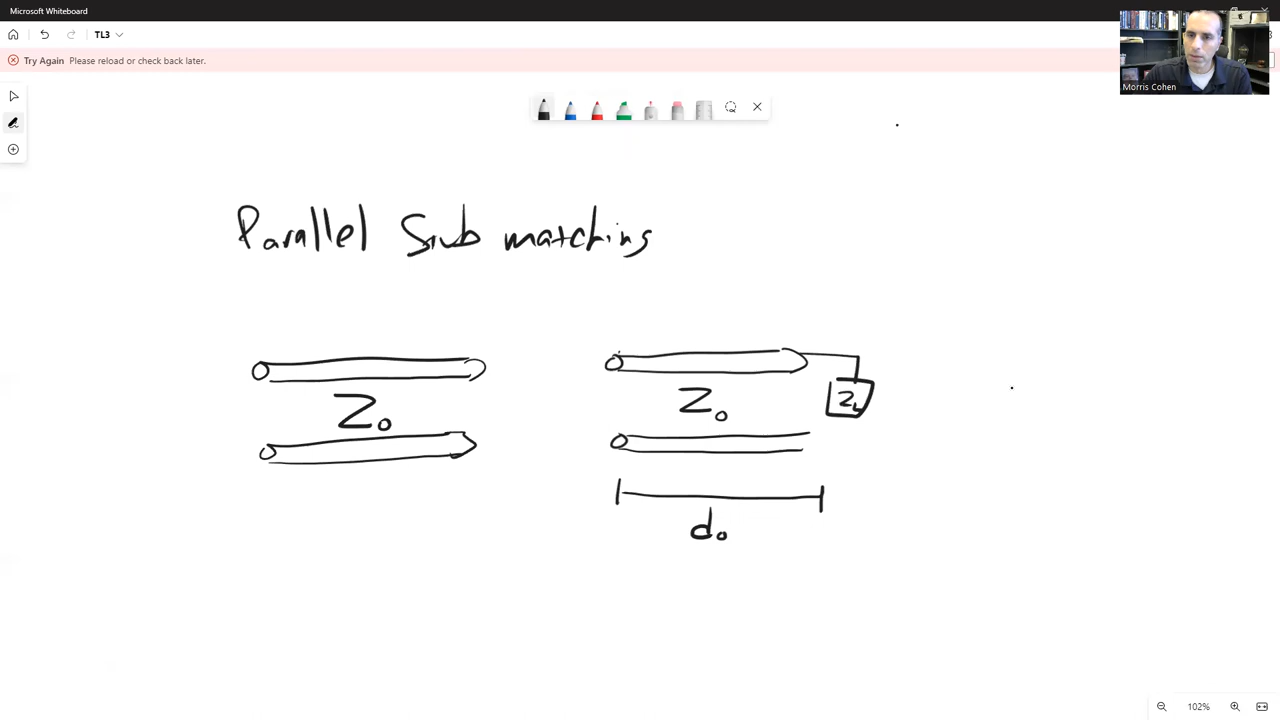 Microsoft Whiteboard
TL3
Try Again Please reload or check back later.
Morris Cohen
Parallel Stub matching
Z₀
Z₀
Z_L
d₀
102%